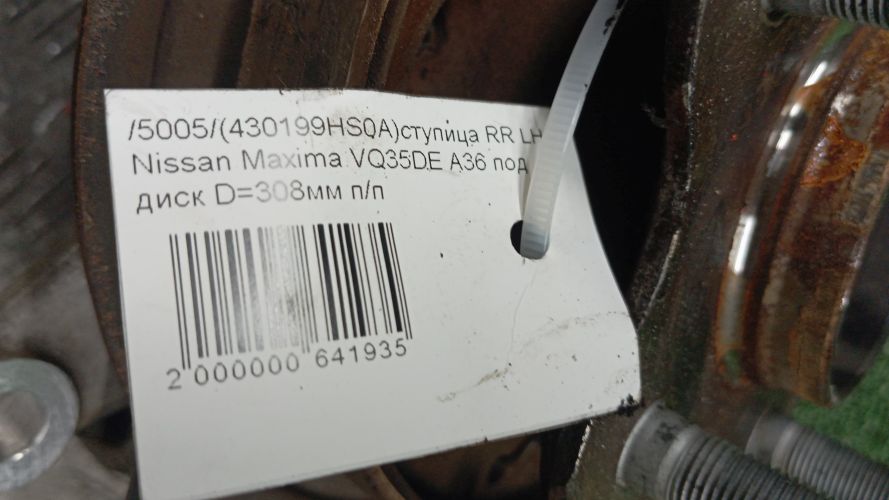 /5005/(430199HS0A)ступица RR LH
Nissan Maxima VQ35DE A36 под
диск D=308мм п/п
2 000000 641935